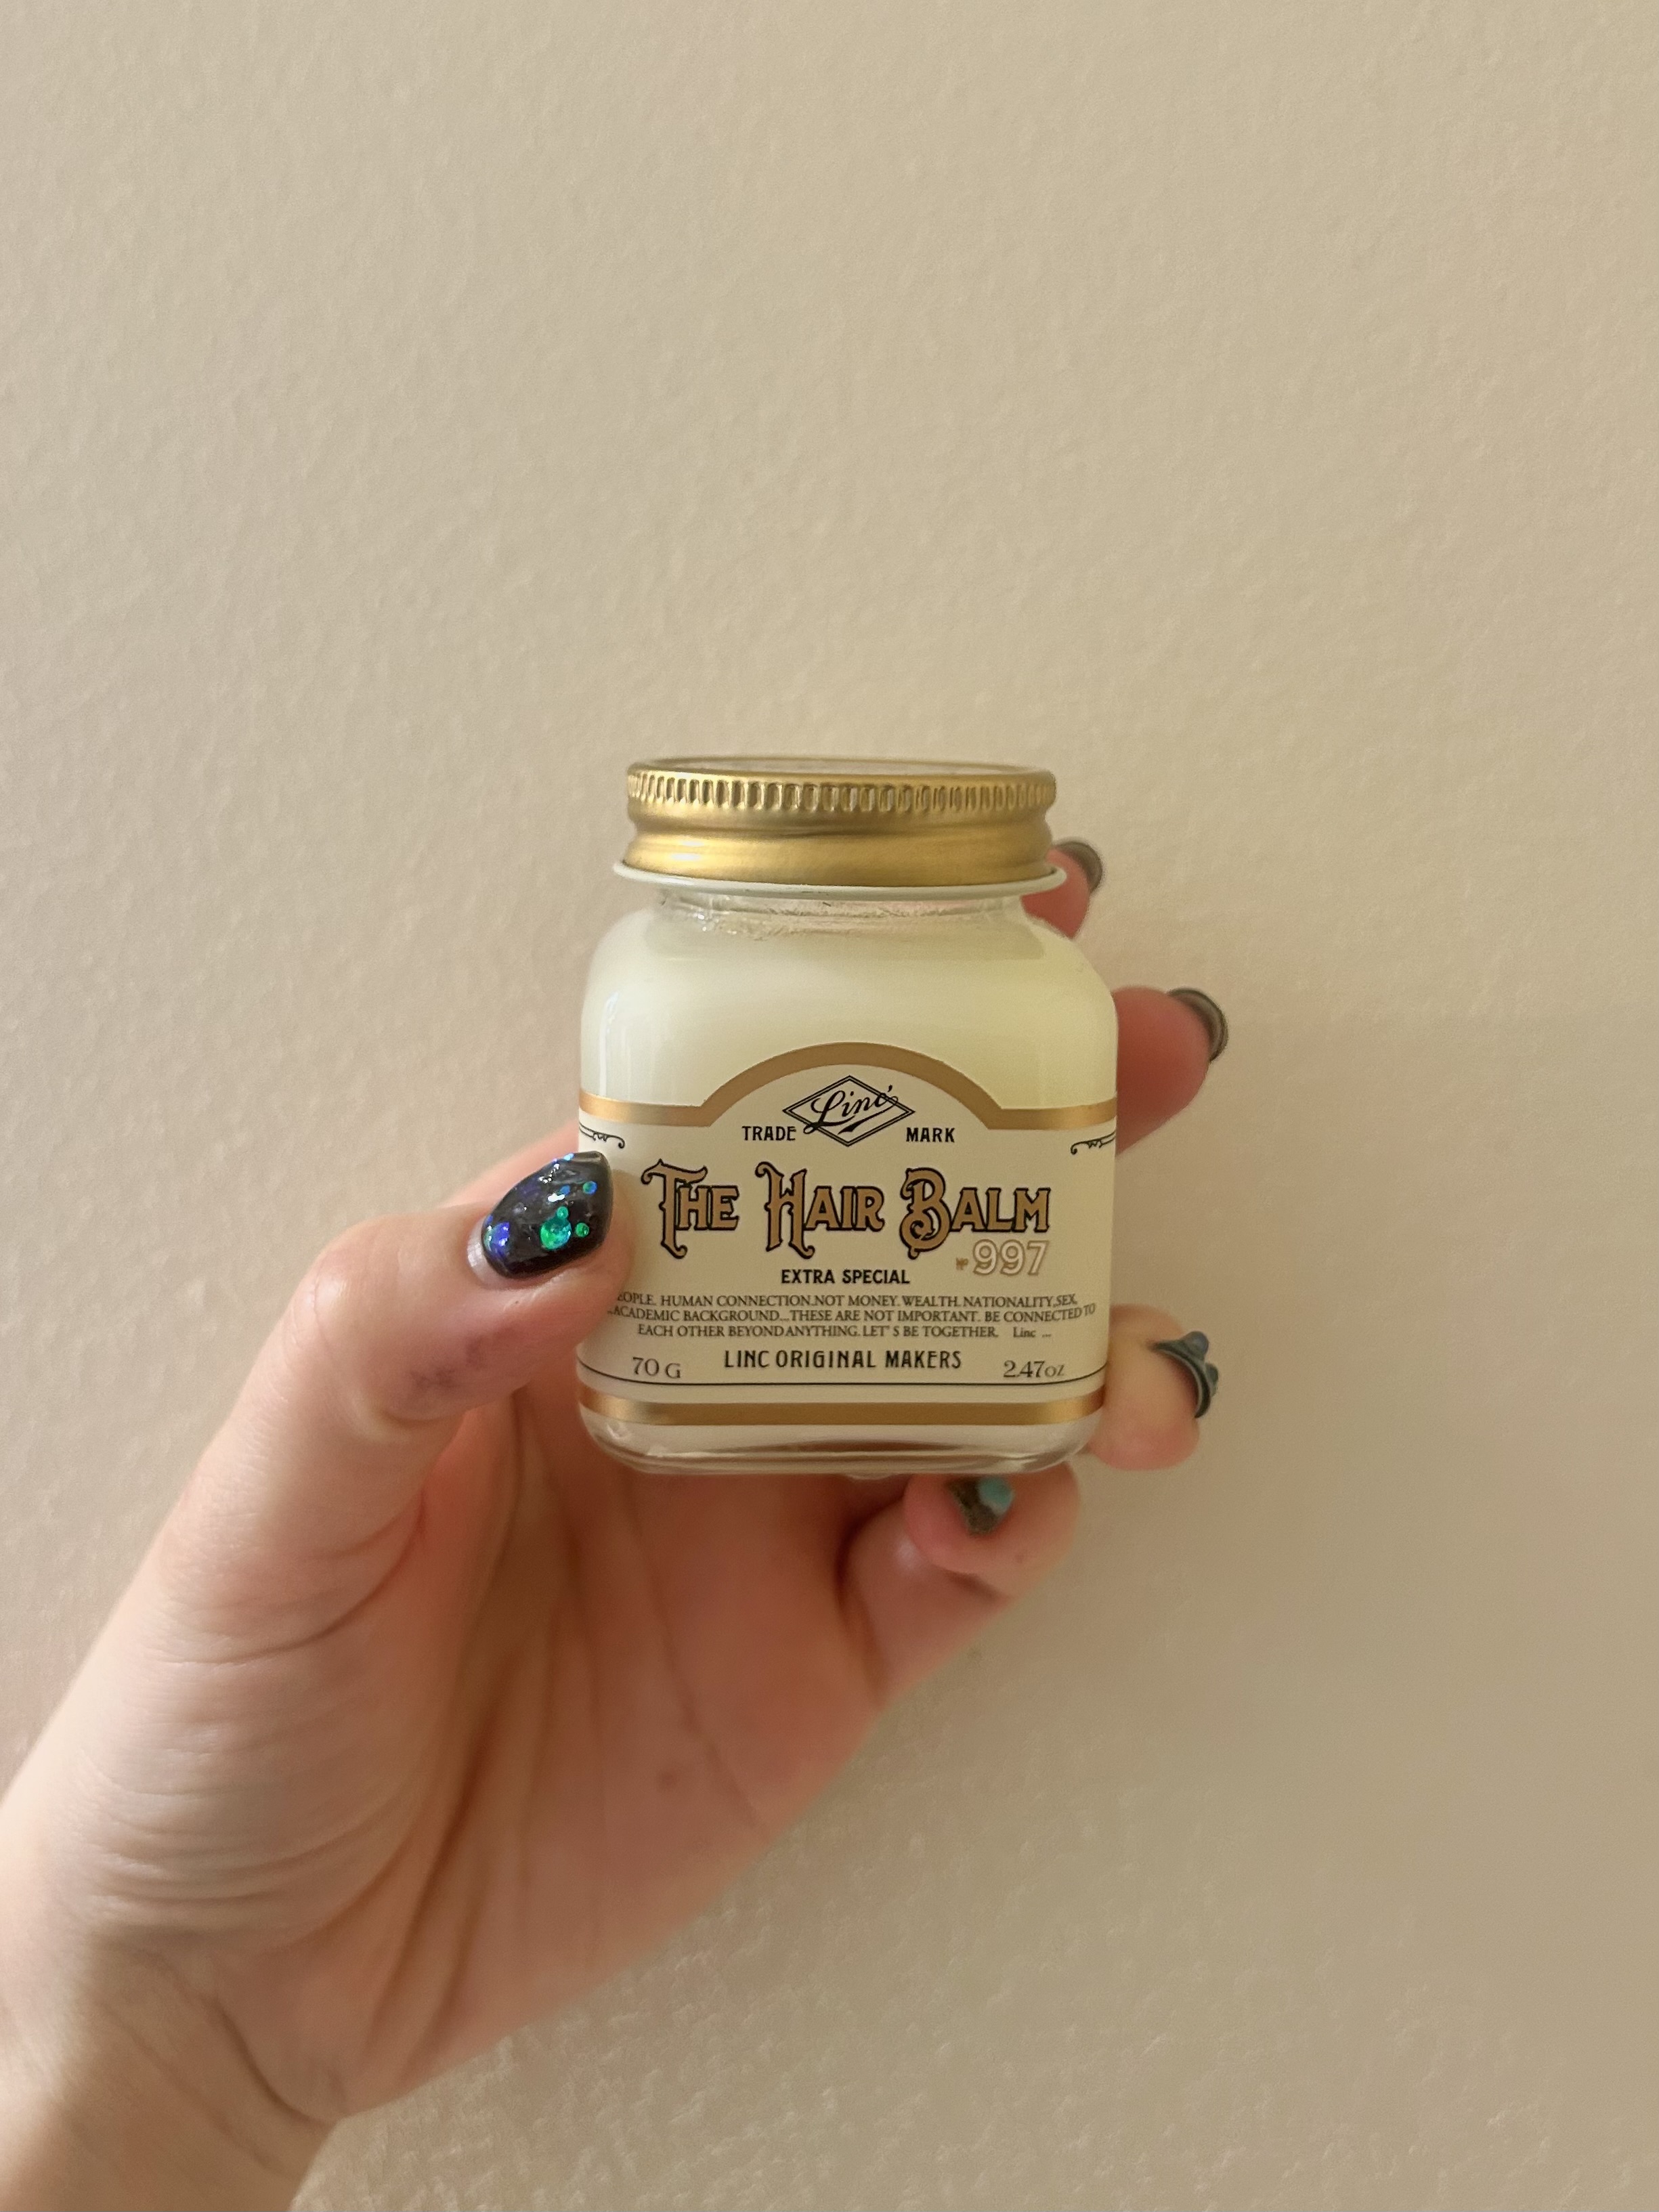 Linc'
TRADE MARK
THE HAIR BALM
Nº 997
EXTRA SPECIAL
HUMAN CONNECTION.NOT MONEY. WEALTH. NATIONALITY,SEX,
ACADEMIC BACKGROUND...THESE ARE NOT IMPORTANT. BE CONNECTED TO
EACH OTHER BEYOND ANYTHING. LET'S BE TOGETHER. Linc ...
70 G LINC ORIGINAL MAKERS 2.47oz